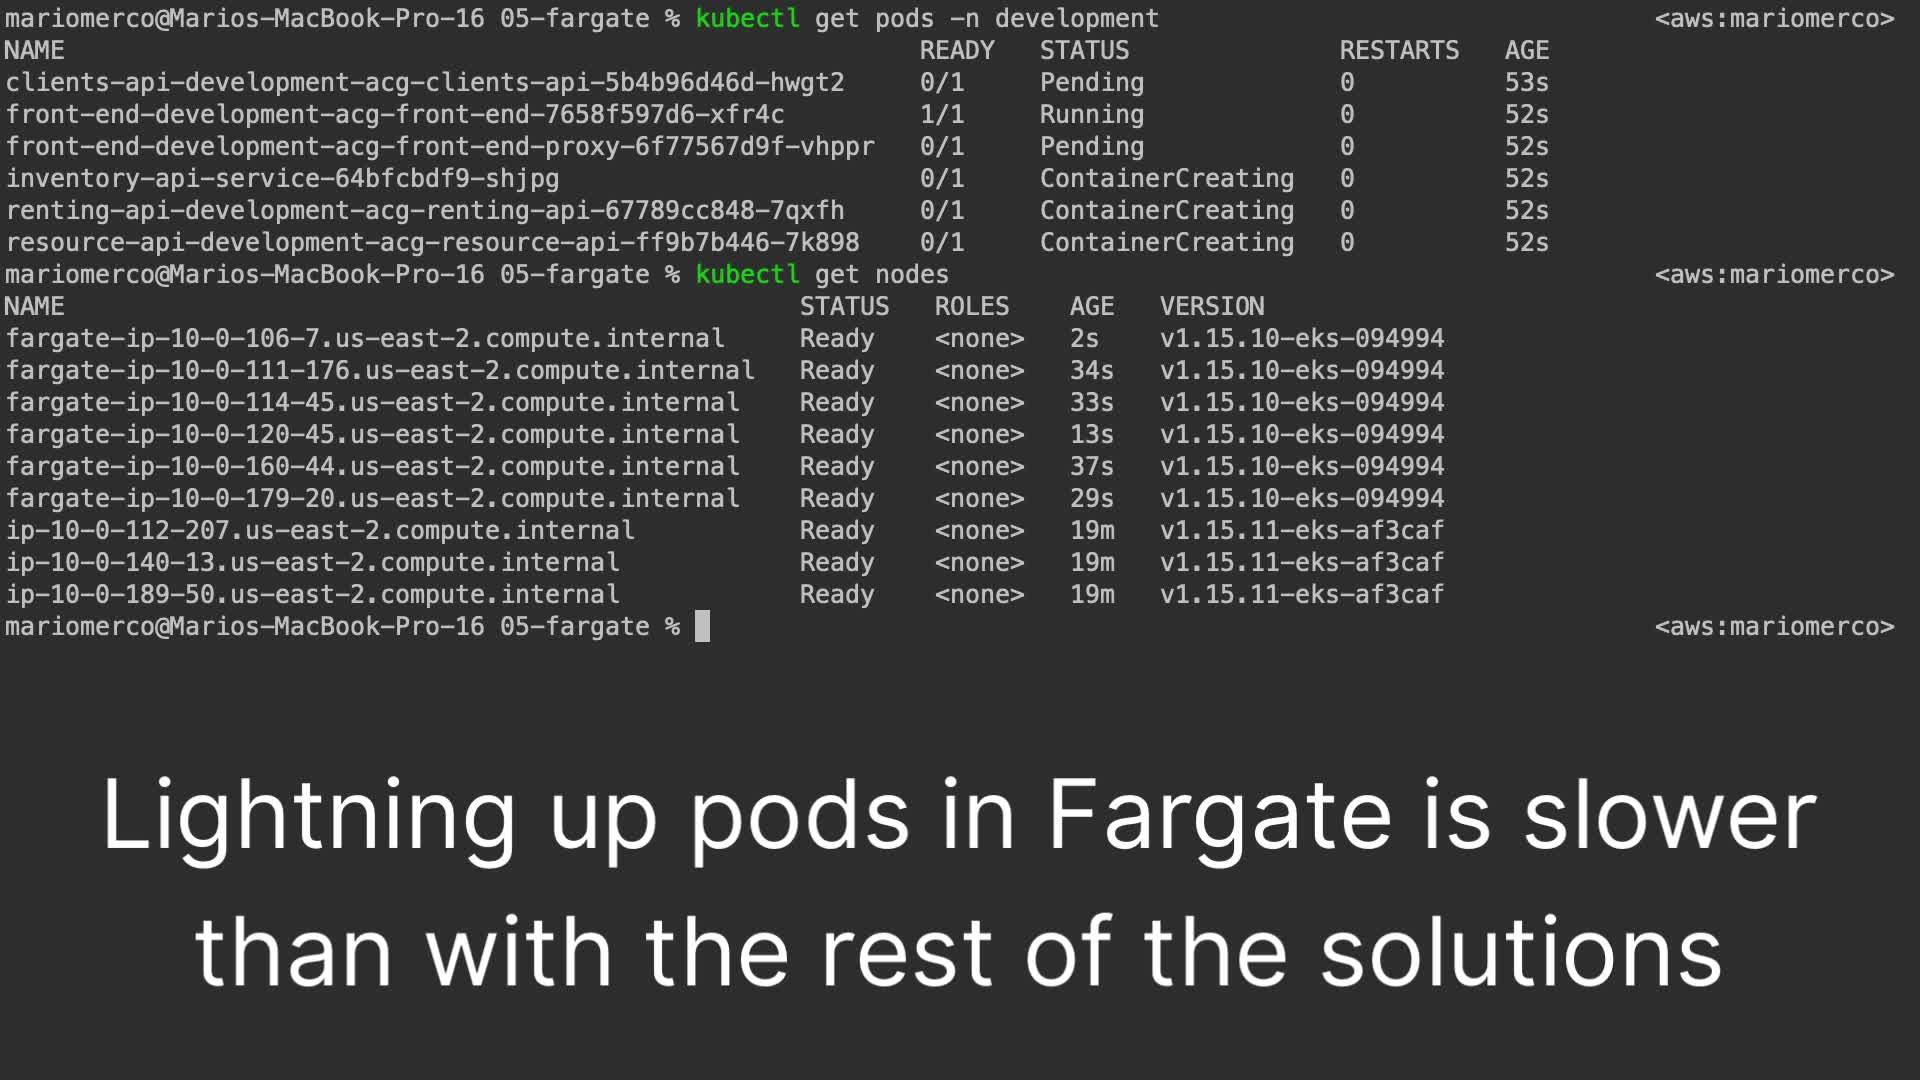 mariomerco@Marios-MacBook-Pro-16 05-fargate % kubectl get pods -n development <aws:mariomerco>
NAME READY STATUS RESTARTS AGE
clients-api-development-acg-clients-api-5b4b96d46d-hwgt2 0/1 Pending 0 53s
front-end-development-acg-front-end-7658f597d6-xfr4c 1/1 Running 0 52s
front-end-development-acg-front-end-proxy-6f77567d9f-vhppr 0/1 Pending 0 52s
inventory-api-service-64bfcbdf9-shjpg 0/1 ContainerCreating 0 52s
renting-api-development-acg-renting-api-67789cc848-7qxfh 0/1 ContainerCreating 0 52s
resource-api-development-acg-resource-api-ff9b7b446-7k898 0/1 ContainerCreating 0 52s
mariomerco@Marios-MacBook-Pro-16 05-fargate % kubectl get nodes <aws:mariomerco>
NAME STATUS ROLES AGE VERSION
fargate-ip-10-0-106-7.us-east-2.compute.internal Ready <none> 2s v1.15.10-eks-094994
fargate-ip-10-0-111-176.us-east-2.compute.internal Ready <none> 34s v1.15.10-eks-094994
fargate-ip-10-0-114-45.us-east-2.compute.internal Ready <none> 33s v1.15.10-eks-094994
fargate-ip-10-0-120-45.us-east-2.compute.internal Ready <none> 13s v1.15.10-eks-094994
fargate-ip-10-0-160-44.us-east-2.compute.internal Ready <none> 37s v1.15.10-eks-094994
fargate-ip-10-0-179-20.us-east-2.compute.internal Ready <none> 29s v1.15.10-eks-094994
ip-10-0-112-207.us-east-2.compute.internal Ready <none> 19m v1.15.11-eks-af3caf
ip-10-0-140-13.us-east-2.compute.internal Ready <none> 19m v1.15.11-eks-af3caf
ip-10-0-189-50.us-east-2.compute.internal Ready <none> 19m v1.15.11-eks-af3caf
mariomerco@Marios-MacBook-Pro-16 05-fargate % <aws:mariomerco>
Lightning up pods in Fargate is slower
than with the rest of the solutions